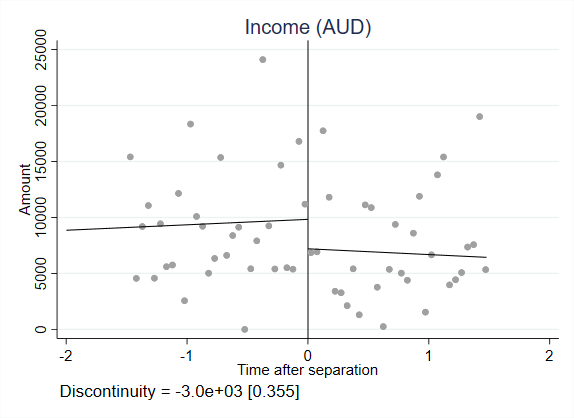 Income (AUD)
25000
20000
15000
10000
5000
0
Amount
-2 -1 0 1 2
Time after separation
Discontinuity = -3.0e+03 [0.355]